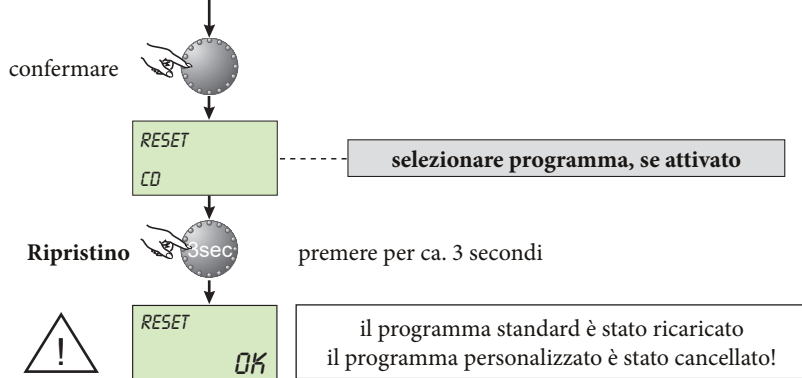 confermare
RESET
CD
selezionare programma, se attivato
Ripristino
3sec
premere per ca. 3 secondi
!
RESET
OK
il programma standard è stato ricaricato
il programma personalizzato è stato cancellato!